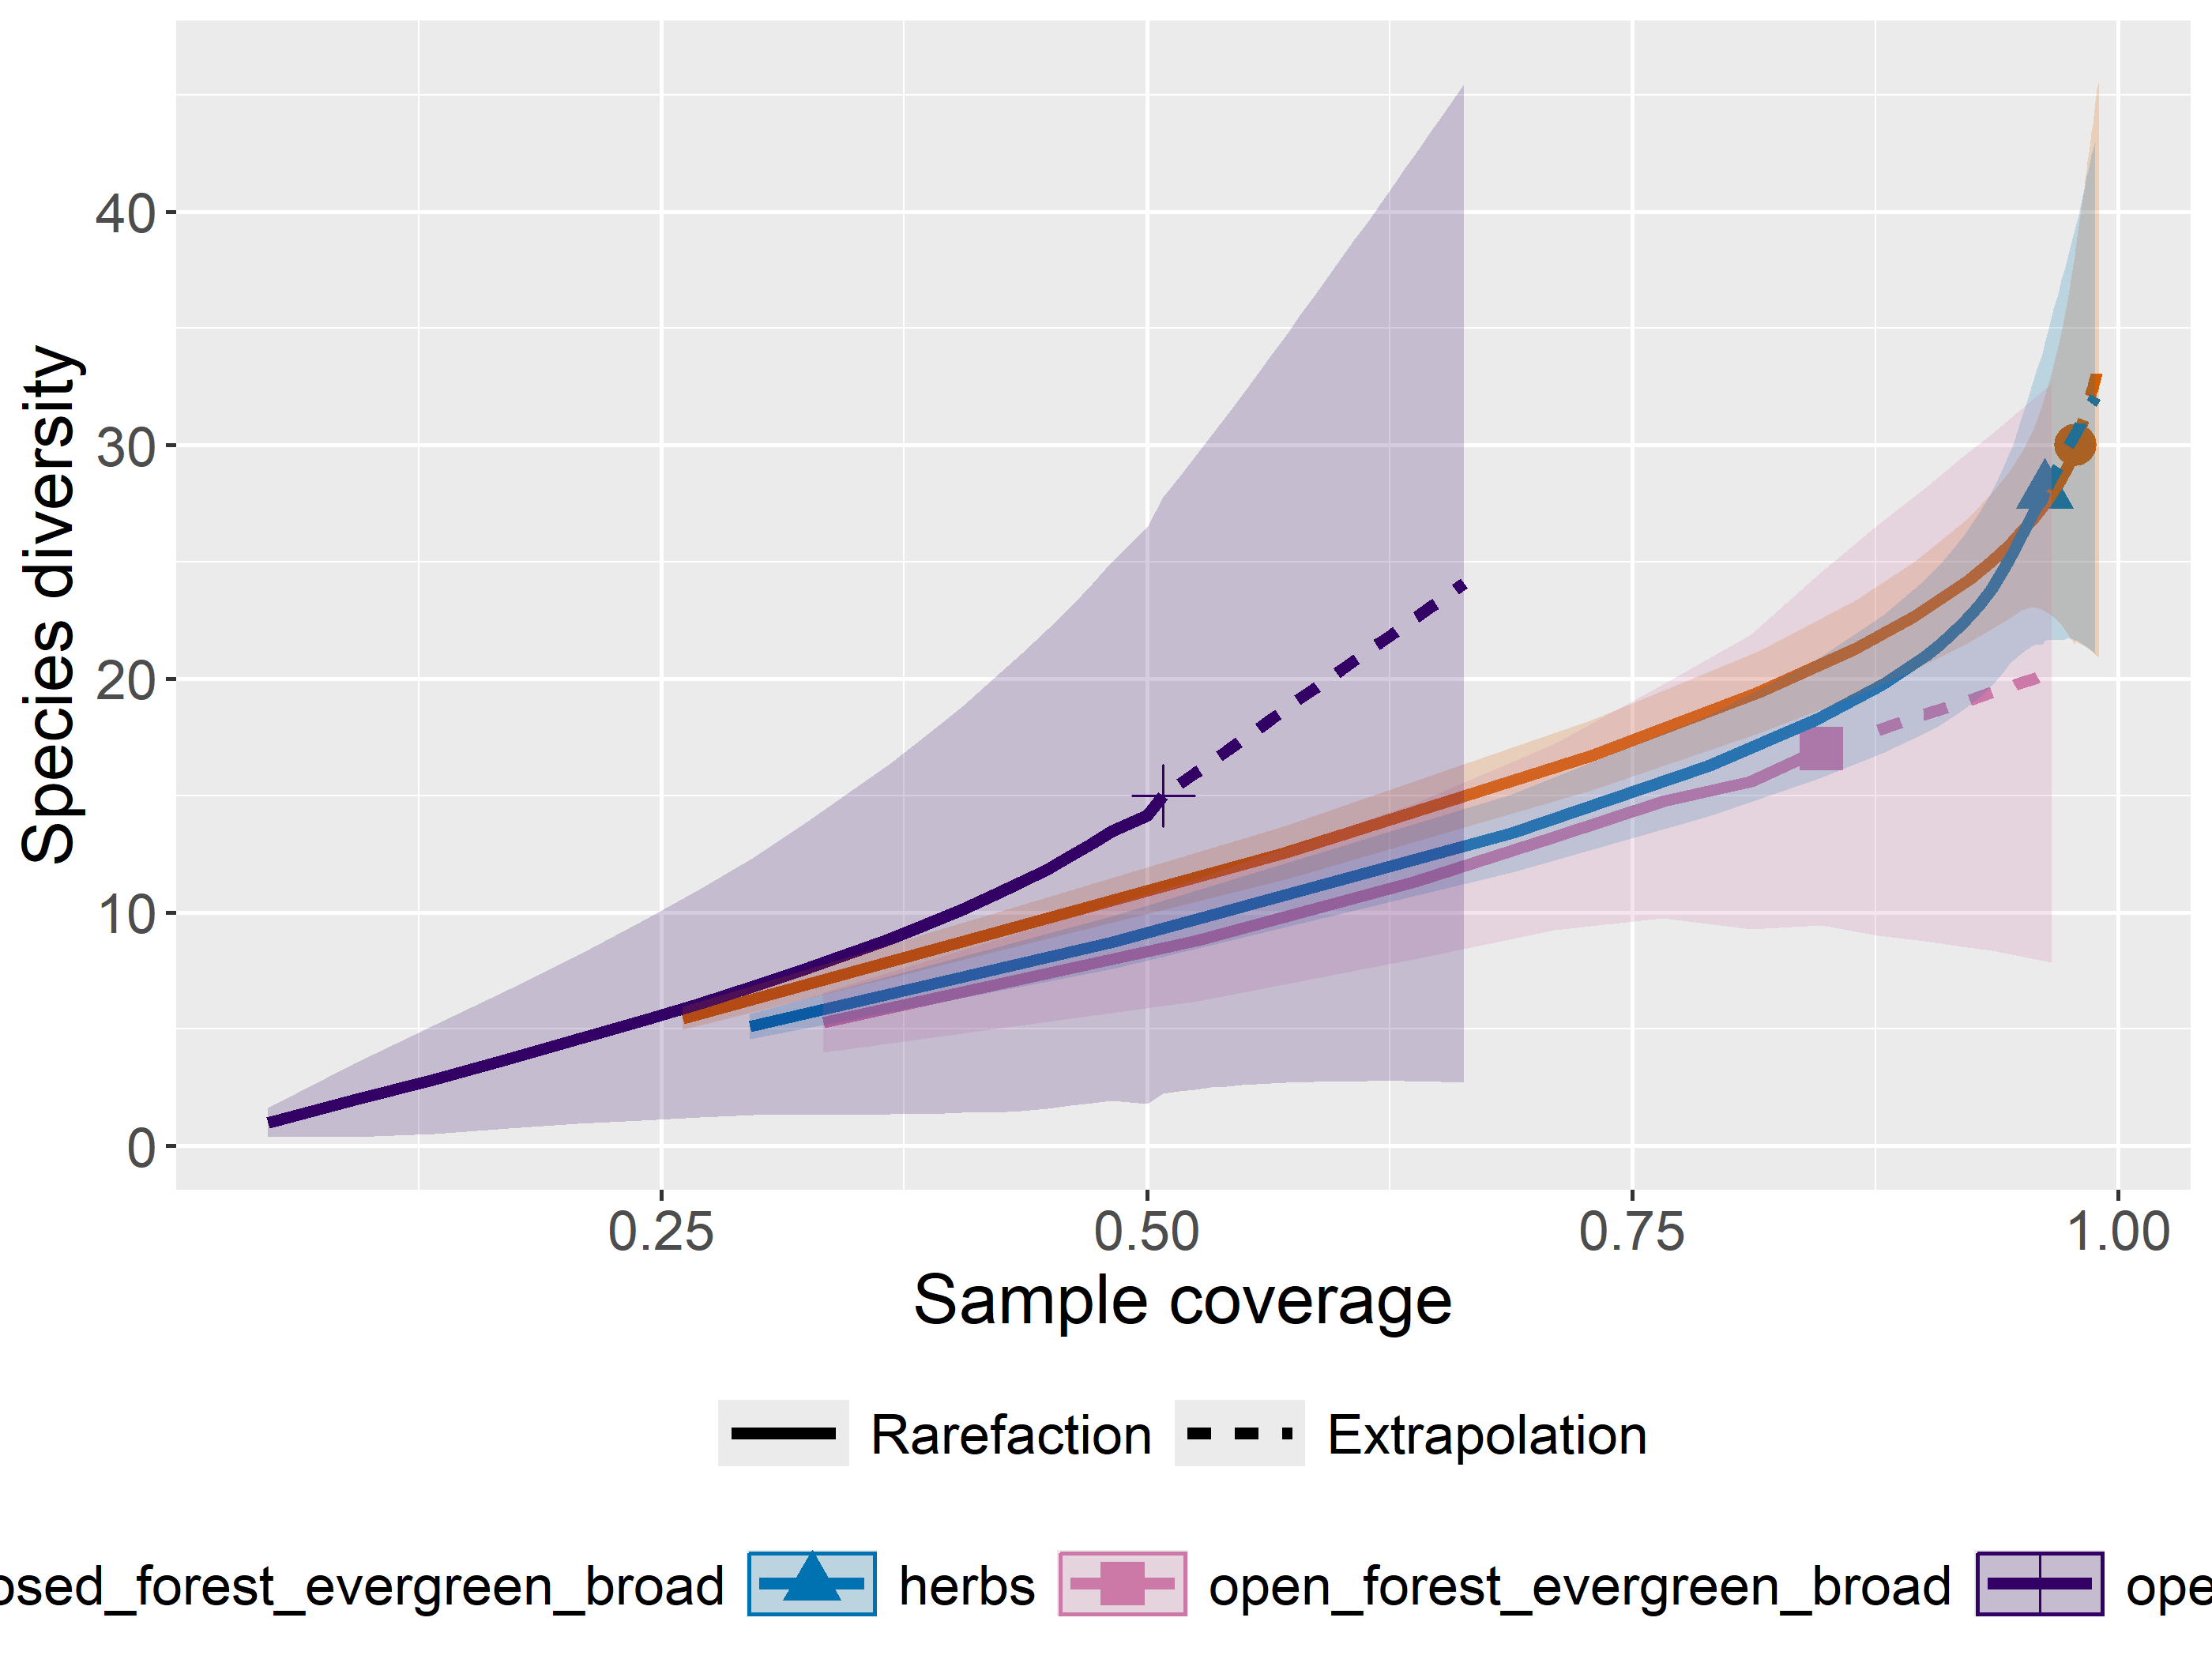 Species diversity
40
30
20
10
0
0.25 0.50 0.75 1.00
Sample coverage
Rarefaction Extrapolation
osed_forest_evergreen_broad herbs open_forest_evergreen_broad ope